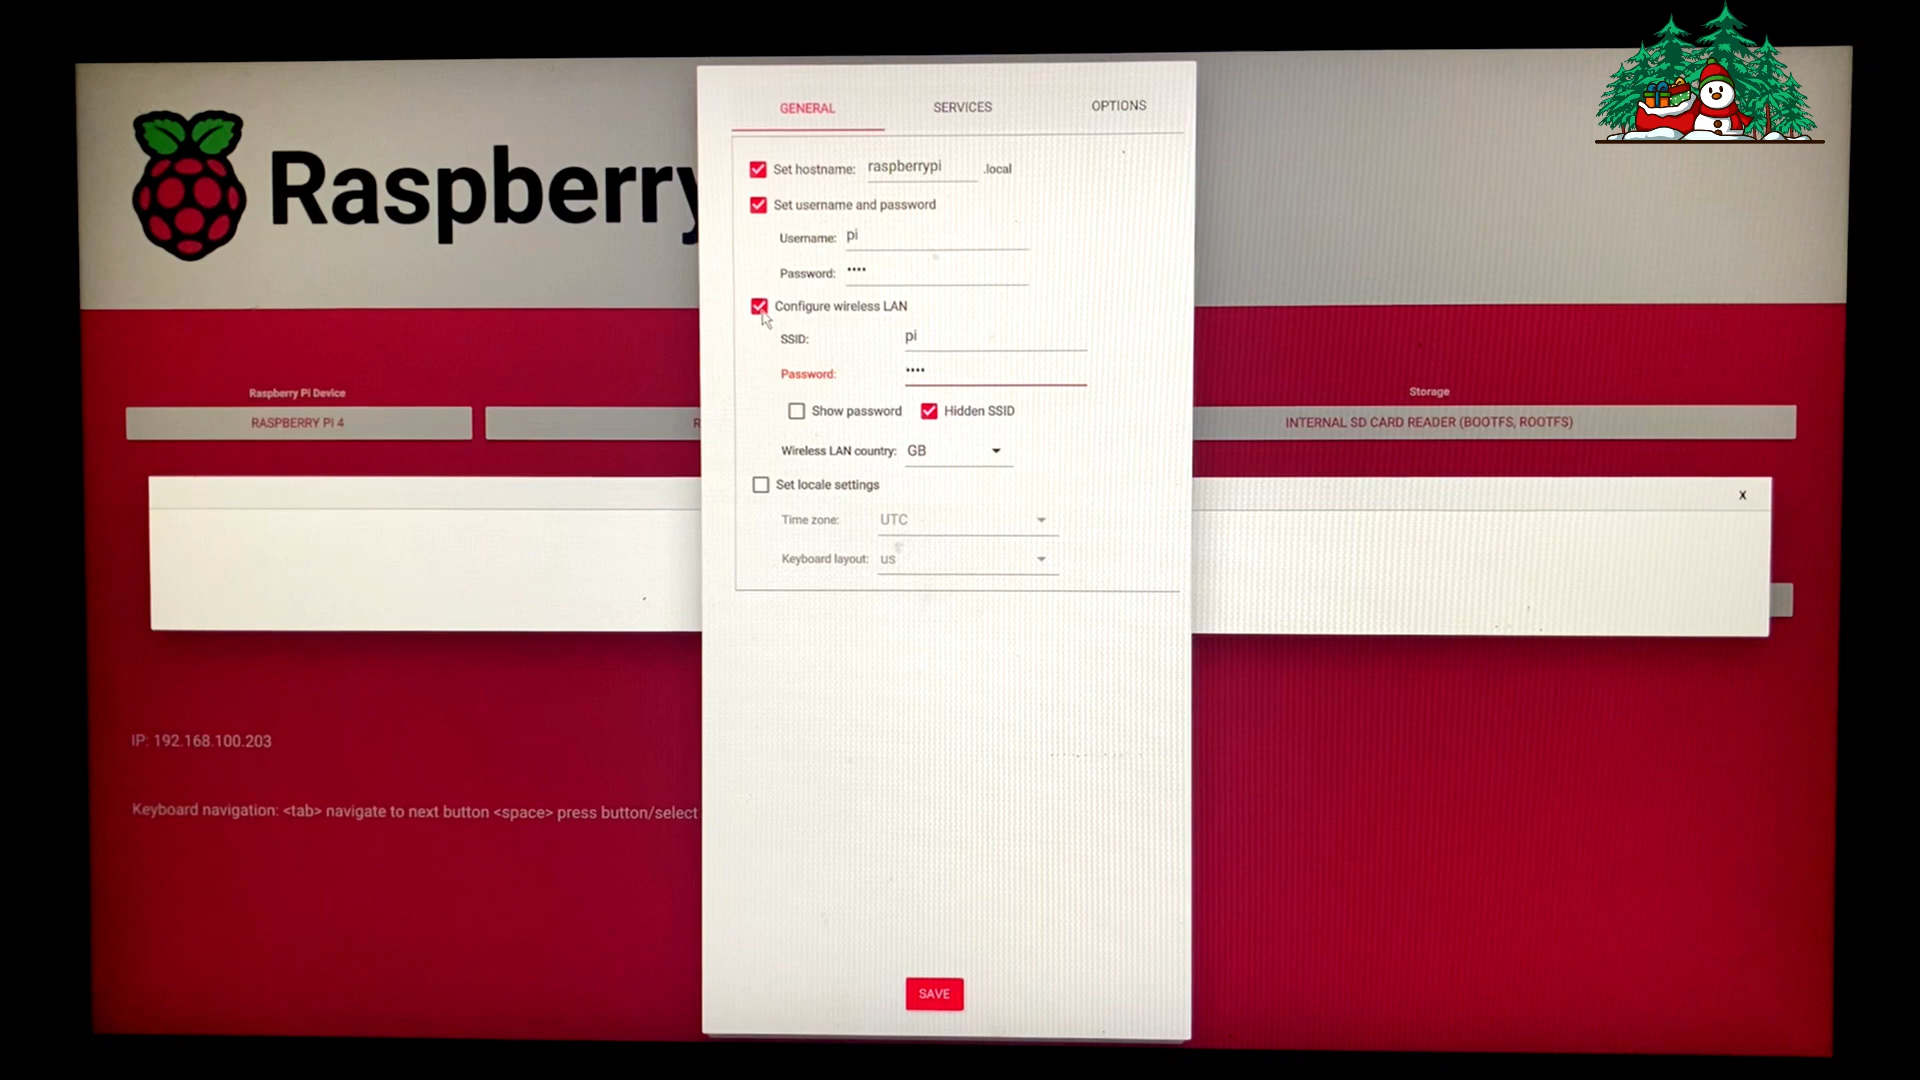 Raspberry
GENERAL
SERVICES
OPTIONS
Set hostname: raspberrypi .local
Set username and password
Username: pi
Password: ••••
Configure wireless LAN
SSID: pi
Password: ••••
Show password
Hidden SSID
Wireless LAN country: GB
Set locale settings
Time zone: UTC
Keyboard layout: us
SAVE
Raspberry Pi Device
RASPBERRY PI 4
R
Storage
INTERNAL SD CARD READER (BOOTFS, ROOTFS)
X
IP: 192.168.100.203
Keyboard navigation: <tab> navigate to next button <space> press button/select